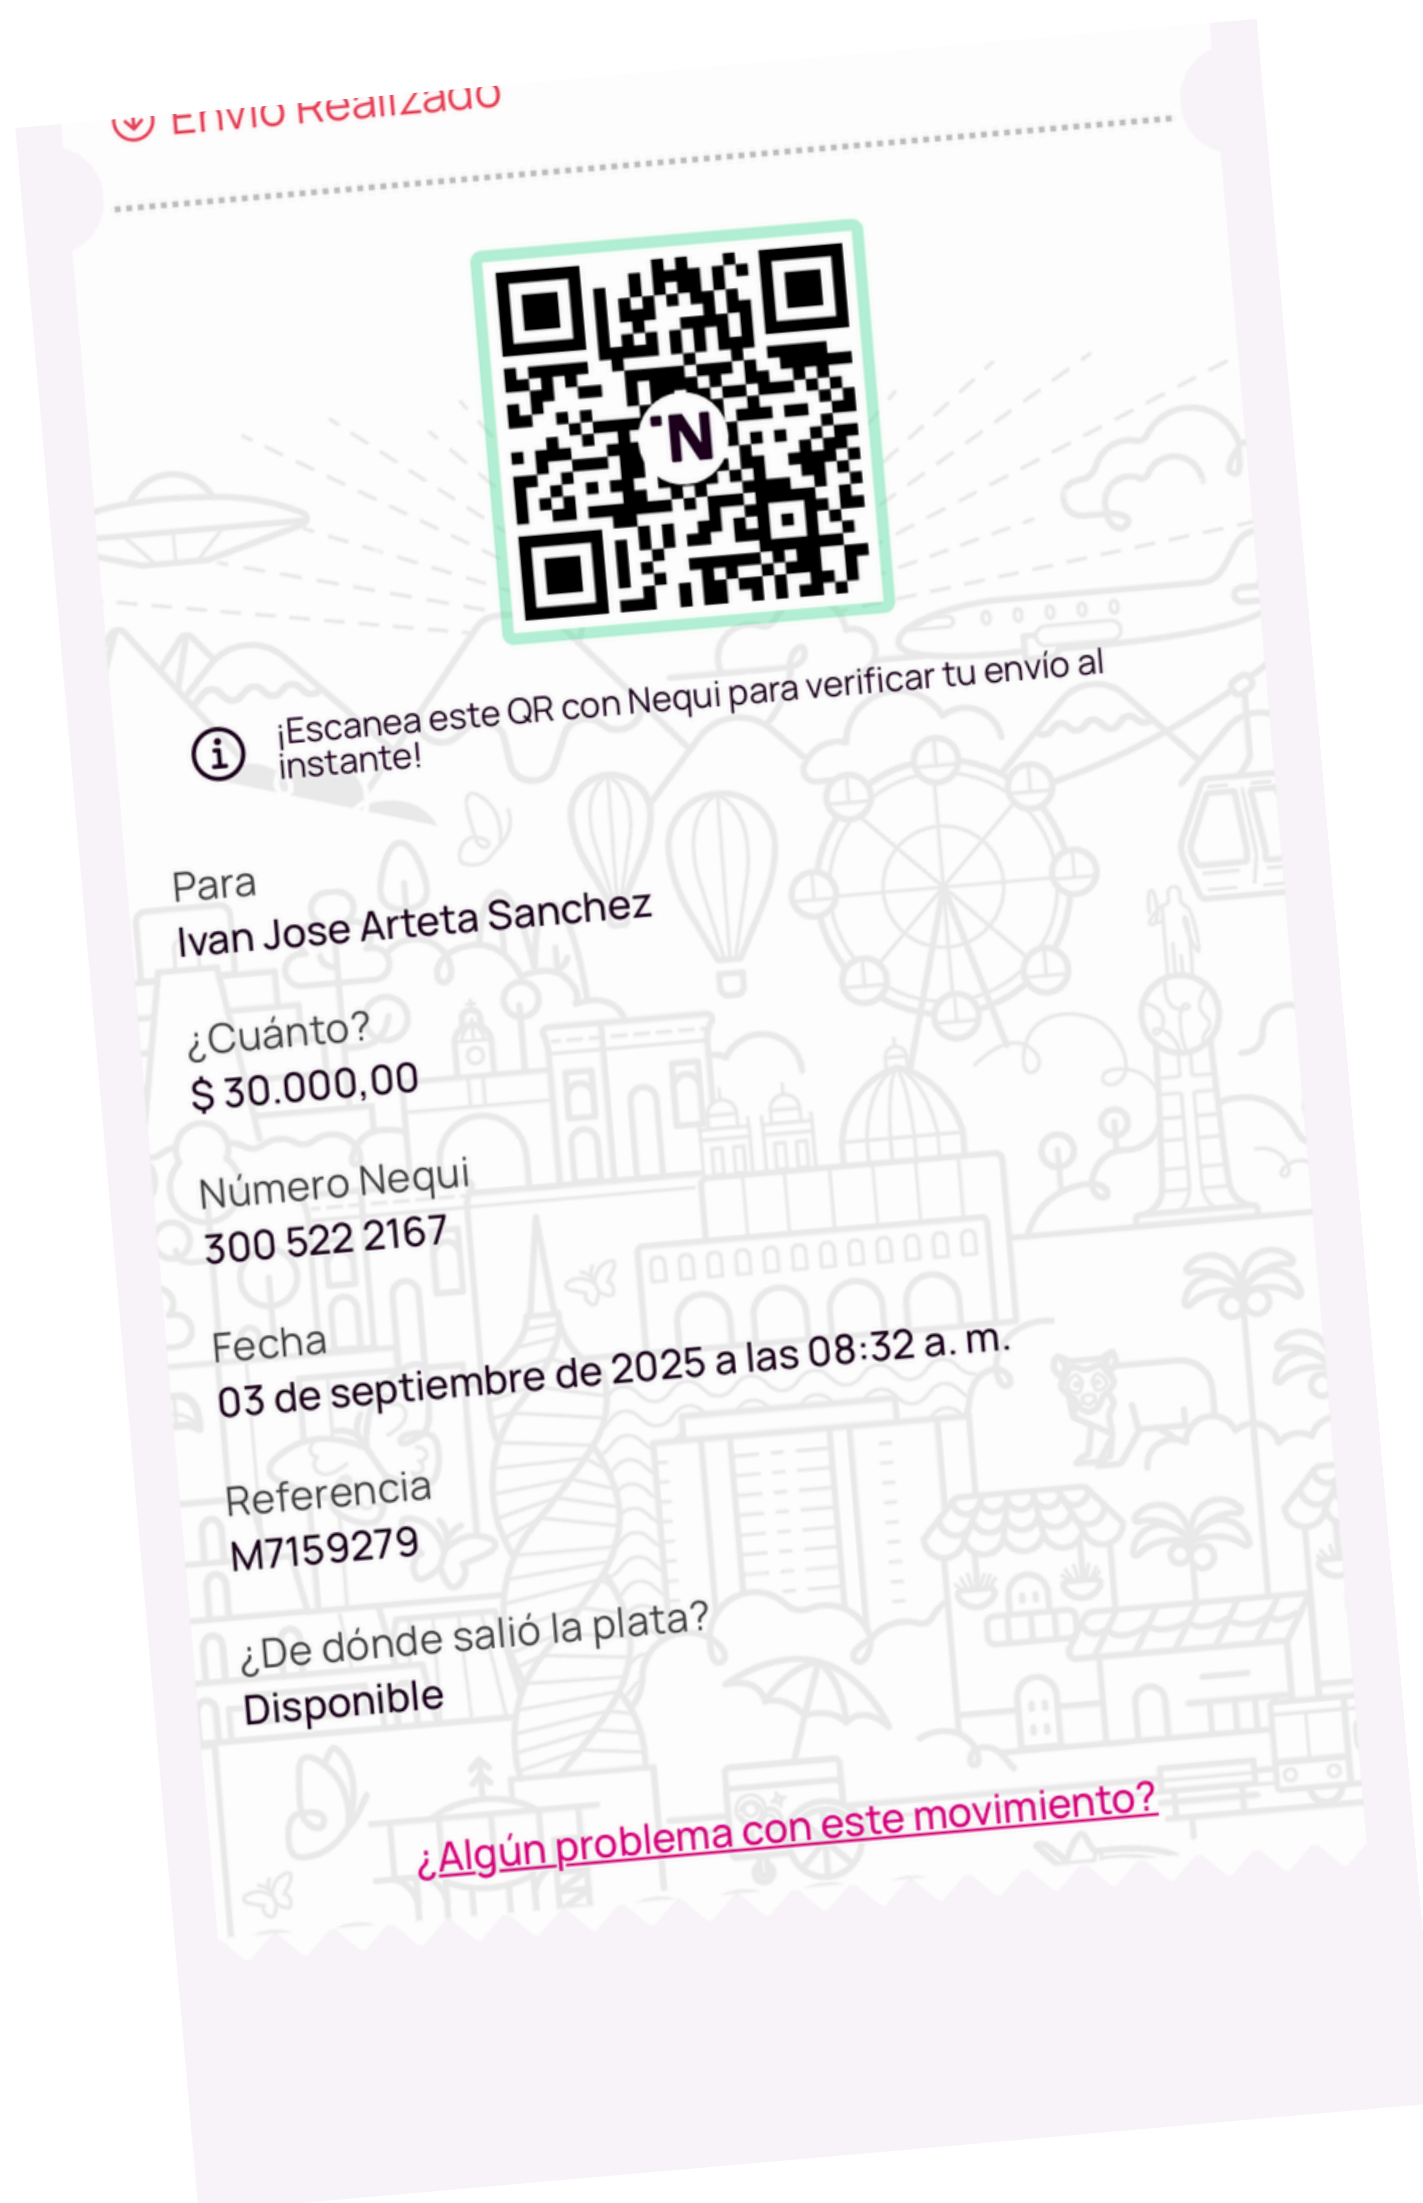 Envío Realizado
N
¡Escanea este QR con Nequi para verificar tu envío al
instante!
Para
Ivan Jose Arteta Sanchez
¿Cuánto?
$ 30.000,00
Número Nequi
300 522 2167
Fecha
03 de septiembre de 2025 a las 08:32 a. m.
Referencia
M7159279
¿De dónde salió la plata?
Disponible
¿Algún problema con este movimiento?